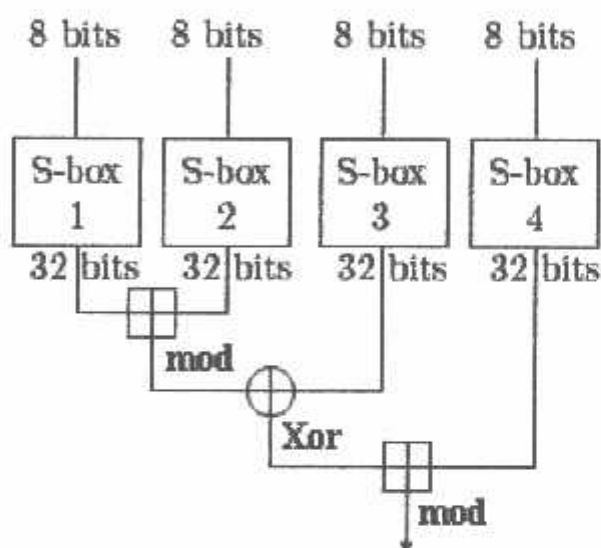 8 bits 8 bits 8 bits 8 bits
S-box S-box S-box S-box
1 2 3 4
32 bits 32 bits 32 bits 32 bits
mod
Xor
mod